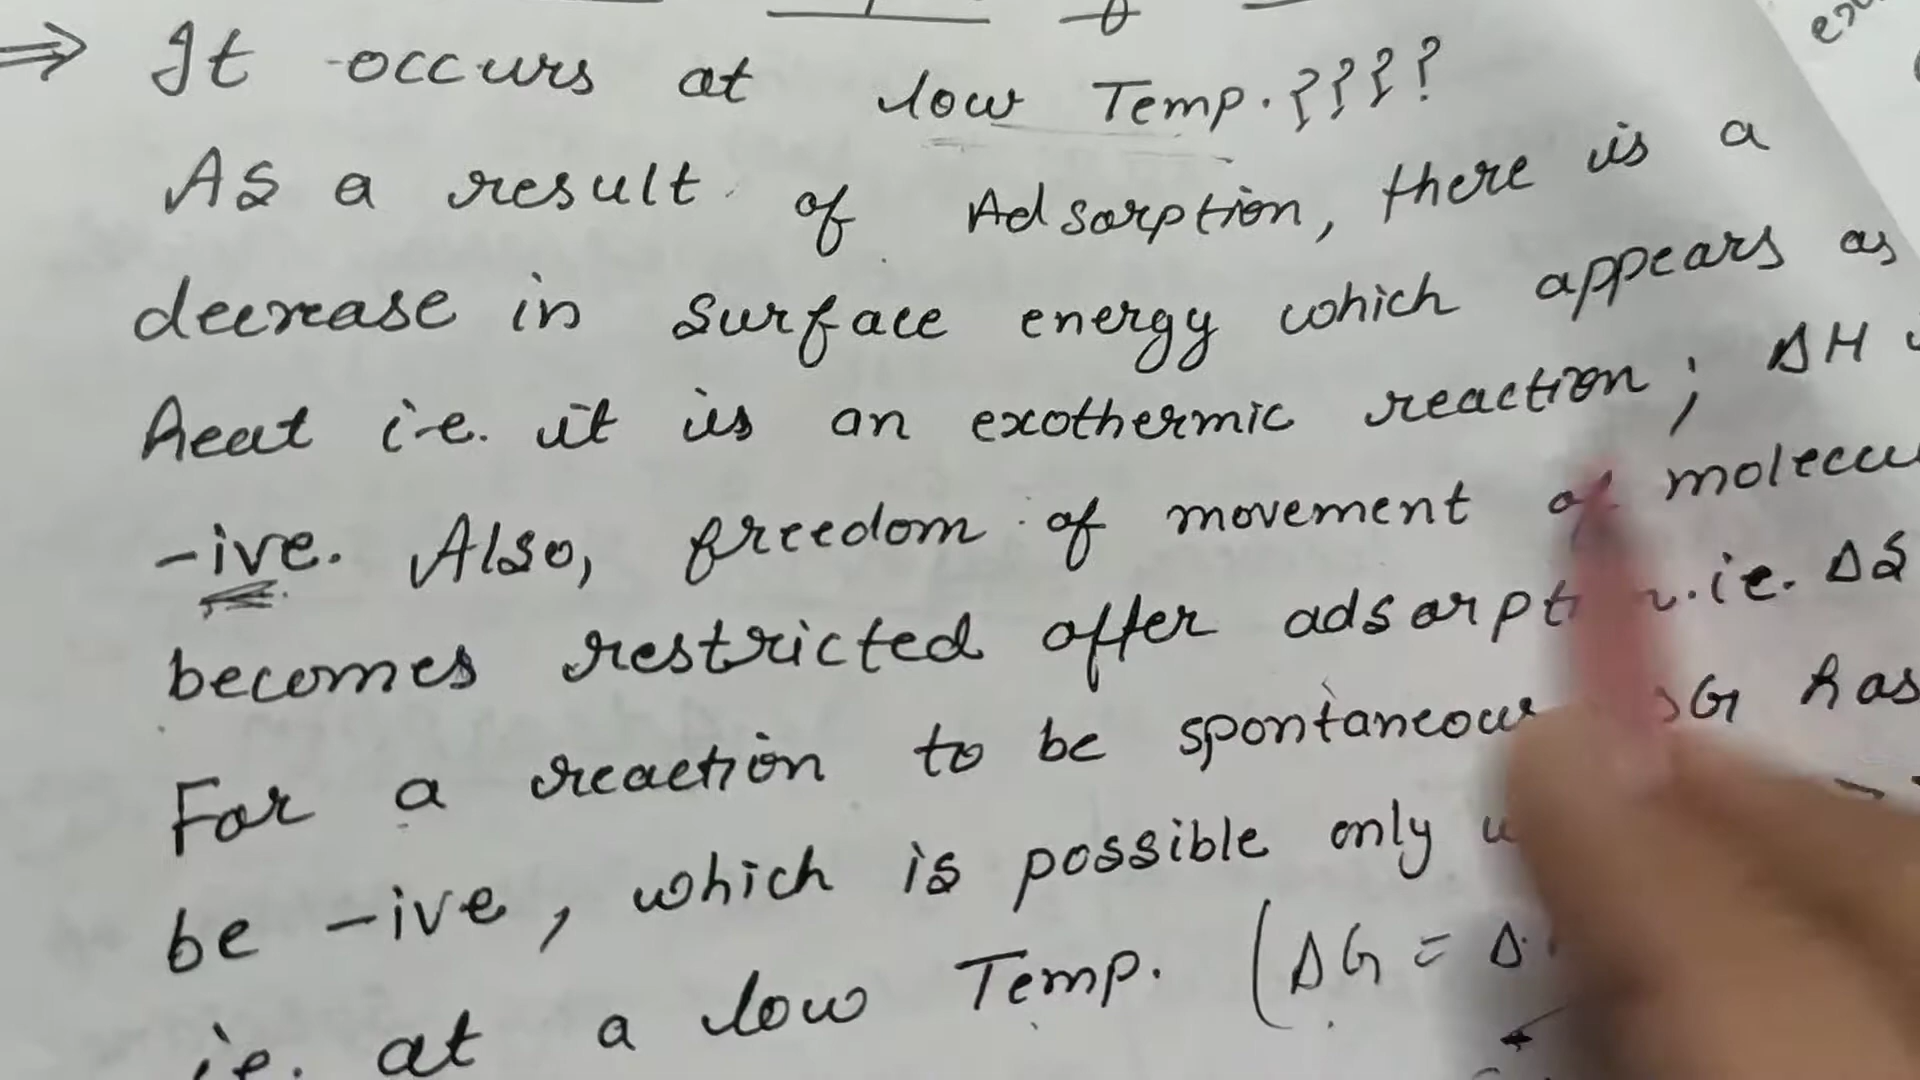 ⇒ It occurs at low Temp. ????
As a result of Adsorption, there is a
decrease in surface energy which appears as
heat i.e. it is an exothermic reaction; ΔH
-ive. Also, freedom of movement of
becomes restricted after i.e. ΔS
For a reaction to be spontaneous ΔG has
be -ive, which is possible only
i.e. at a low Temp. (ΔG =